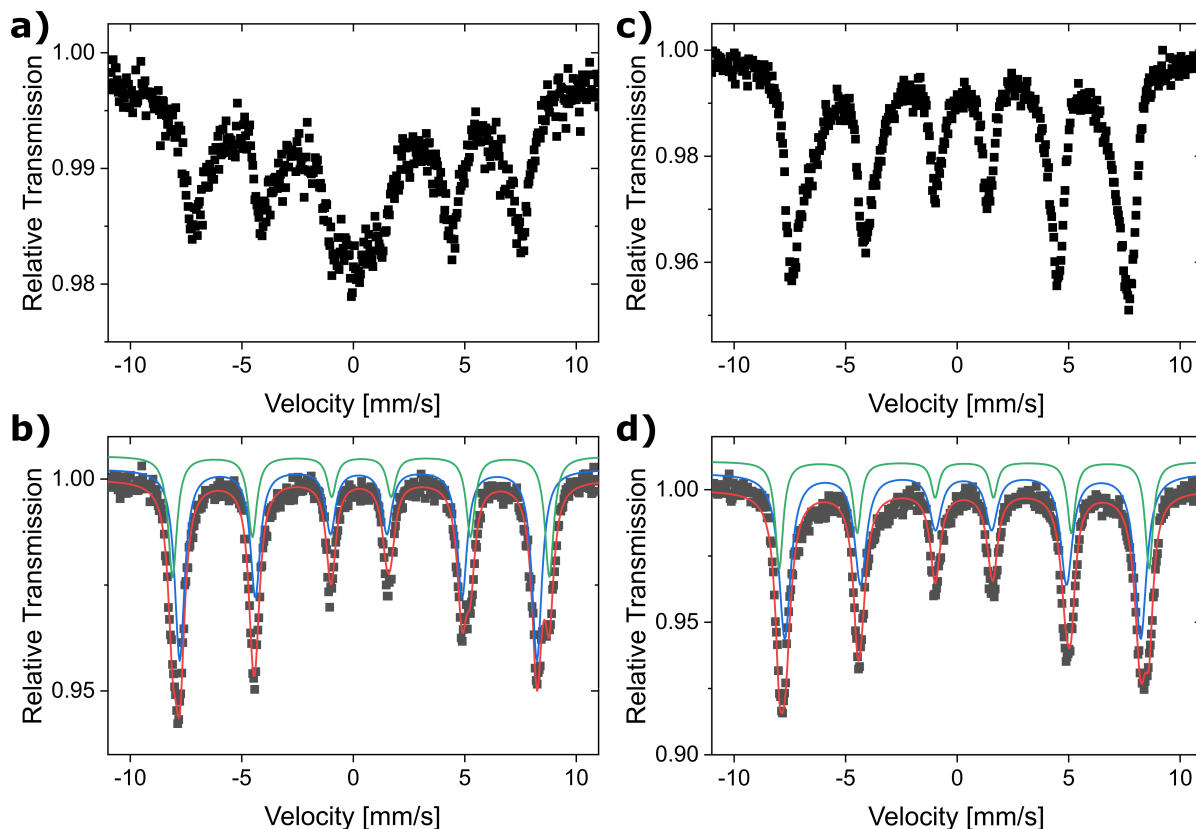 a)
Relative Transmission
1.00
0.99
0.98
-10
-5
0
5
10
Velocity [mm/s]
c)
Relative Transmission
1.00
0.98
0.96
-10
-5
0
5
10
Velocity [mm/s]
b)
Relative Transmission
1.00
0.95
-10
-5
0
5
10
Velocity [mm/s]
d)
Relative Transmission
1.00
0.95
0.90
-10
-5
0
5
10
Velocity [mm/s]